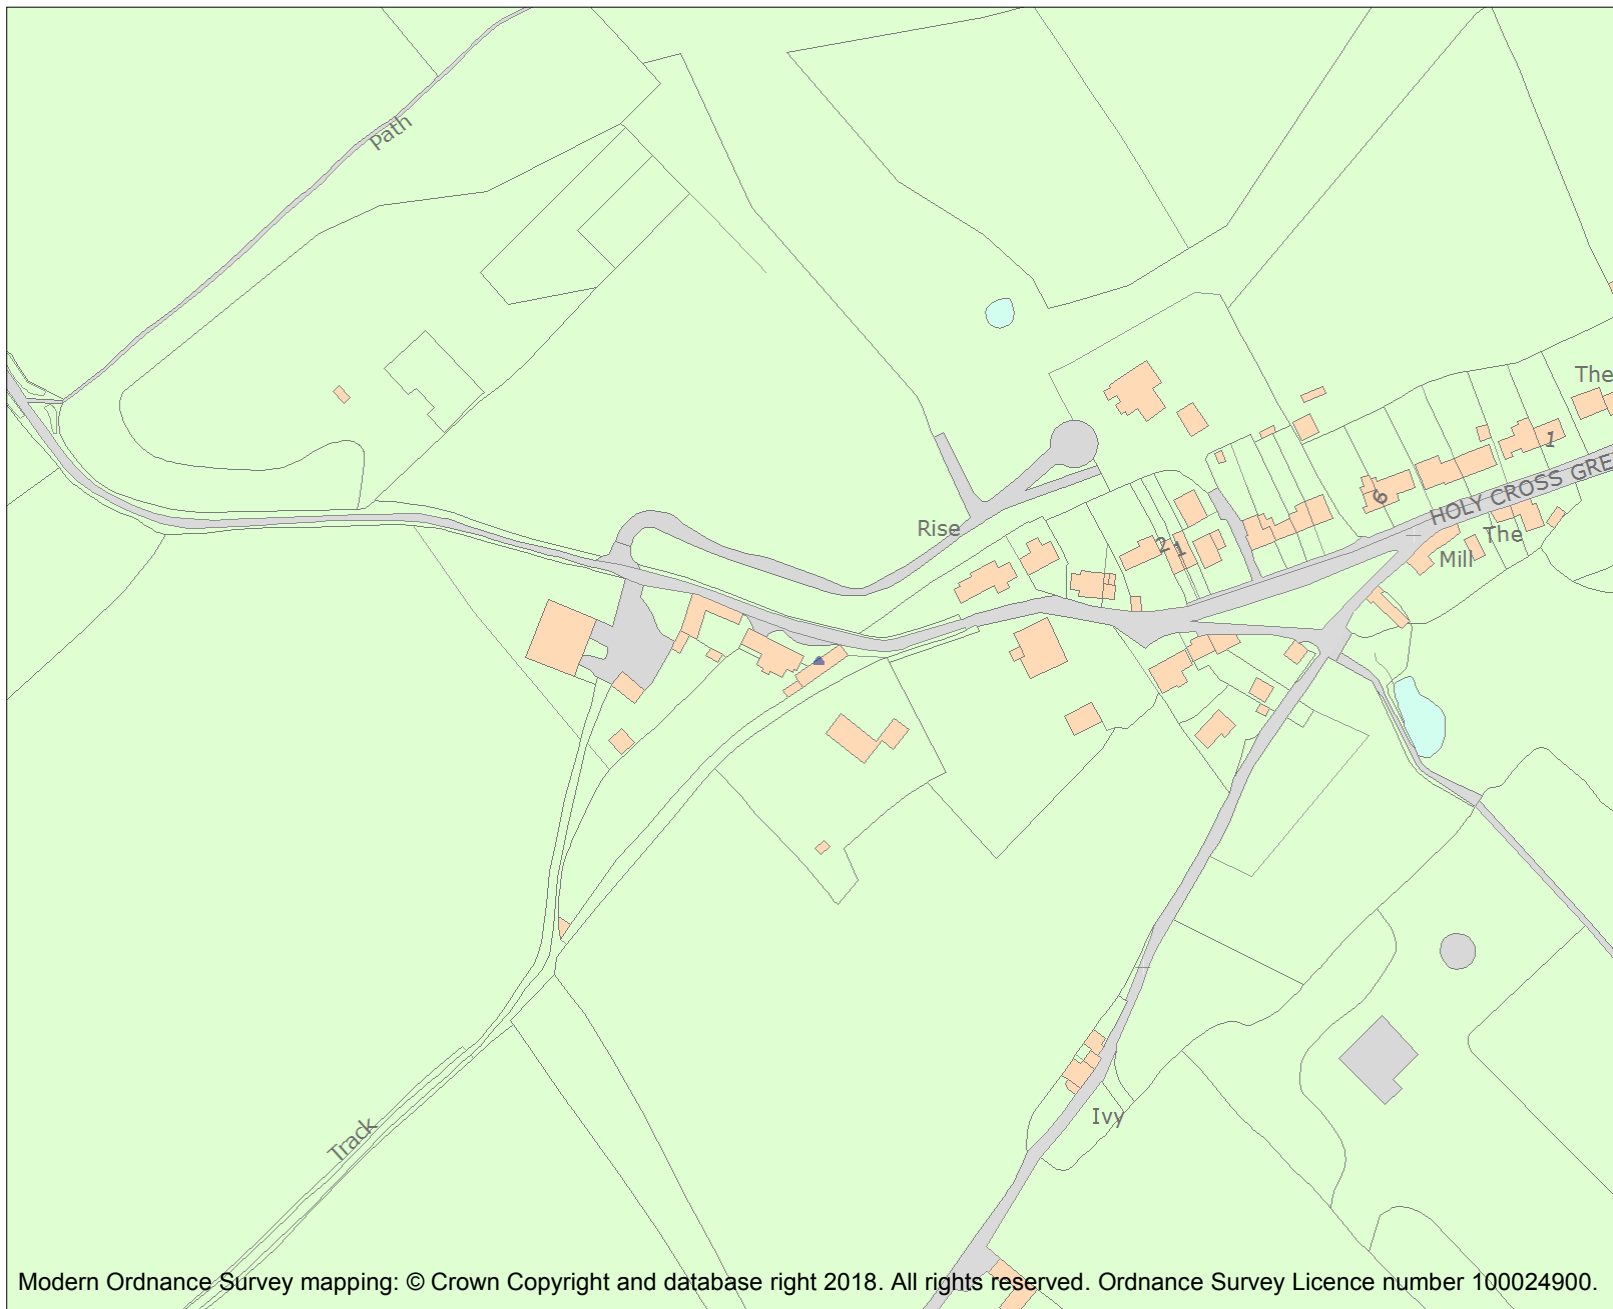 Path
The
1
6
HOLY CROSS GRE
Rise
The
2
1
Mill
Ivy
Track
Modern Ordnance Survey mapping: © Crown Copyright and database right 2018. All rights reserved. Ordnance Survey Licence number 100024900.